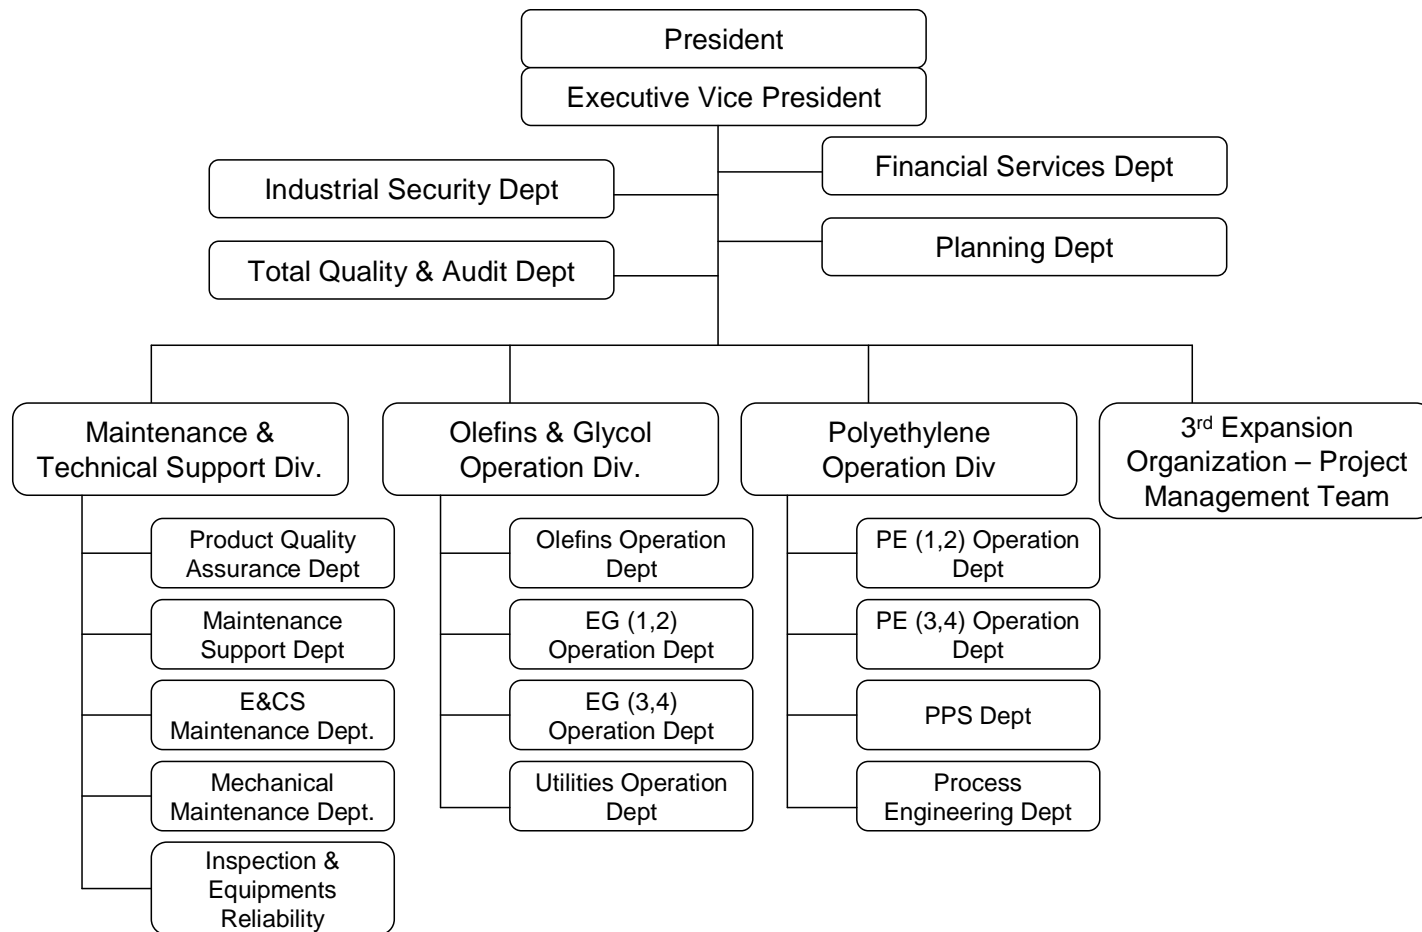 President
Executive Vice President
Financial Services Dept
Industrial Security Dept
Planning Dept
Total Quality & Audit Dept
Maintenance &
Technical Support Div.
Olefins & Glycol
Operation Div.
Polyethylene
Operation Div
3rd Expansion
Organization – Project
Management Team
Product Quality
Assurance Dept
Maintenance
Support Dept
E&CS
Maintenance Dept.
Mechanical
Maintenance Dept.
Inspection &
Equipments
Reliability
Olefins Operation
Dept
EG (1,2)
Operation Dept
EG (3,4)
Operation Dept
Utilities Operation
Dept
PE (1,2) Operation
Dept
PE (3,4) Operation
Dept
PPS Dept
Process
Engineering Dept